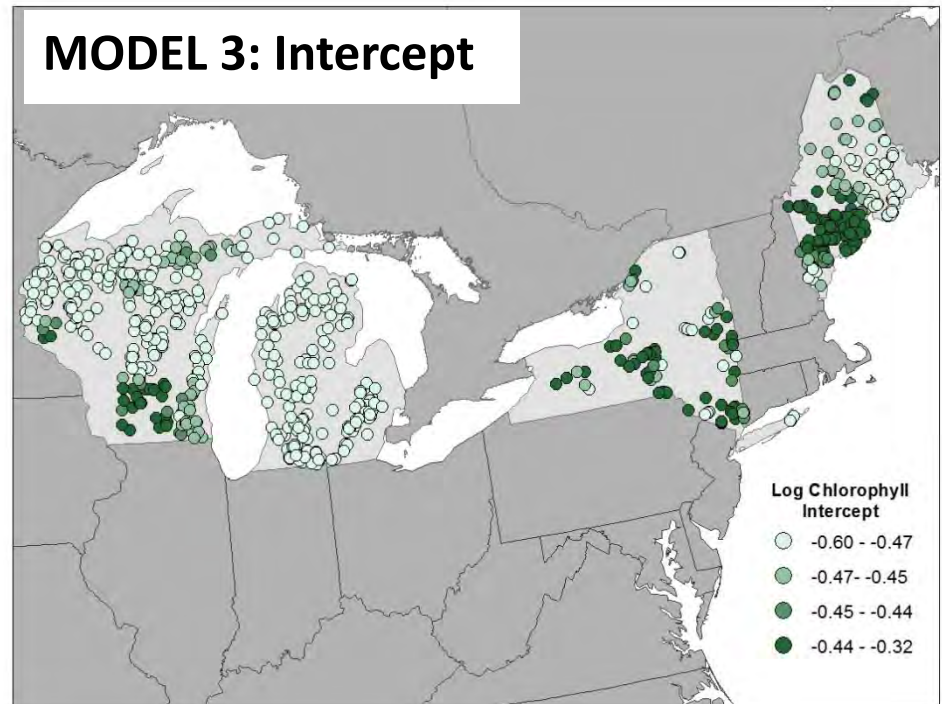 MODEL 3: Intercept
Log Chlorophyll
Intercept
-0.60 - -0.47
-0.47- -0.45
-0.45 - -0.44
-0.44 - -0.32